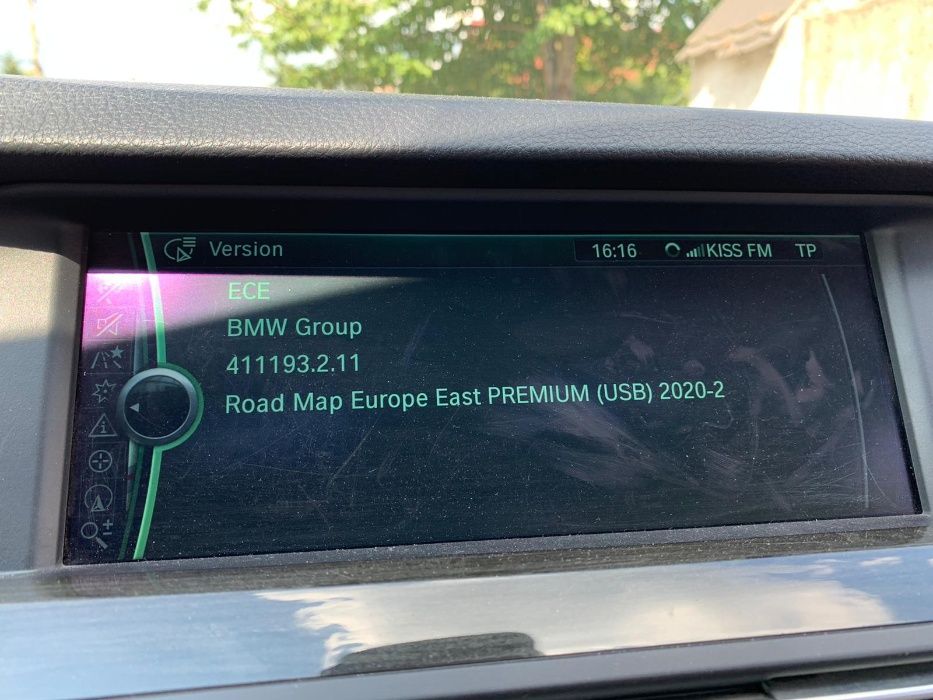 Version 16:16 KISS FM TP
ECE
BMW Group
411193.2.11
Road Map Europe East PREMIUM (USB) 2020-2